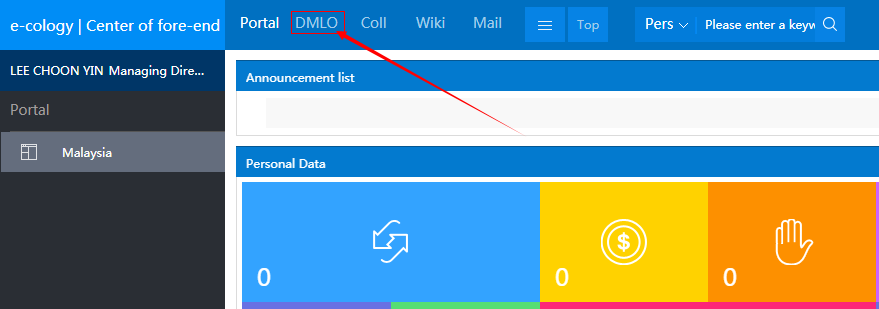 e-cology | Center of fore-end
Portal DMLO Coll Wiki Mail Top Pers Please enter a keyw
LEE CHOON YIN Managing Dire...
Announcement list
Portal
Malaysia
Personal Data
0 0 0